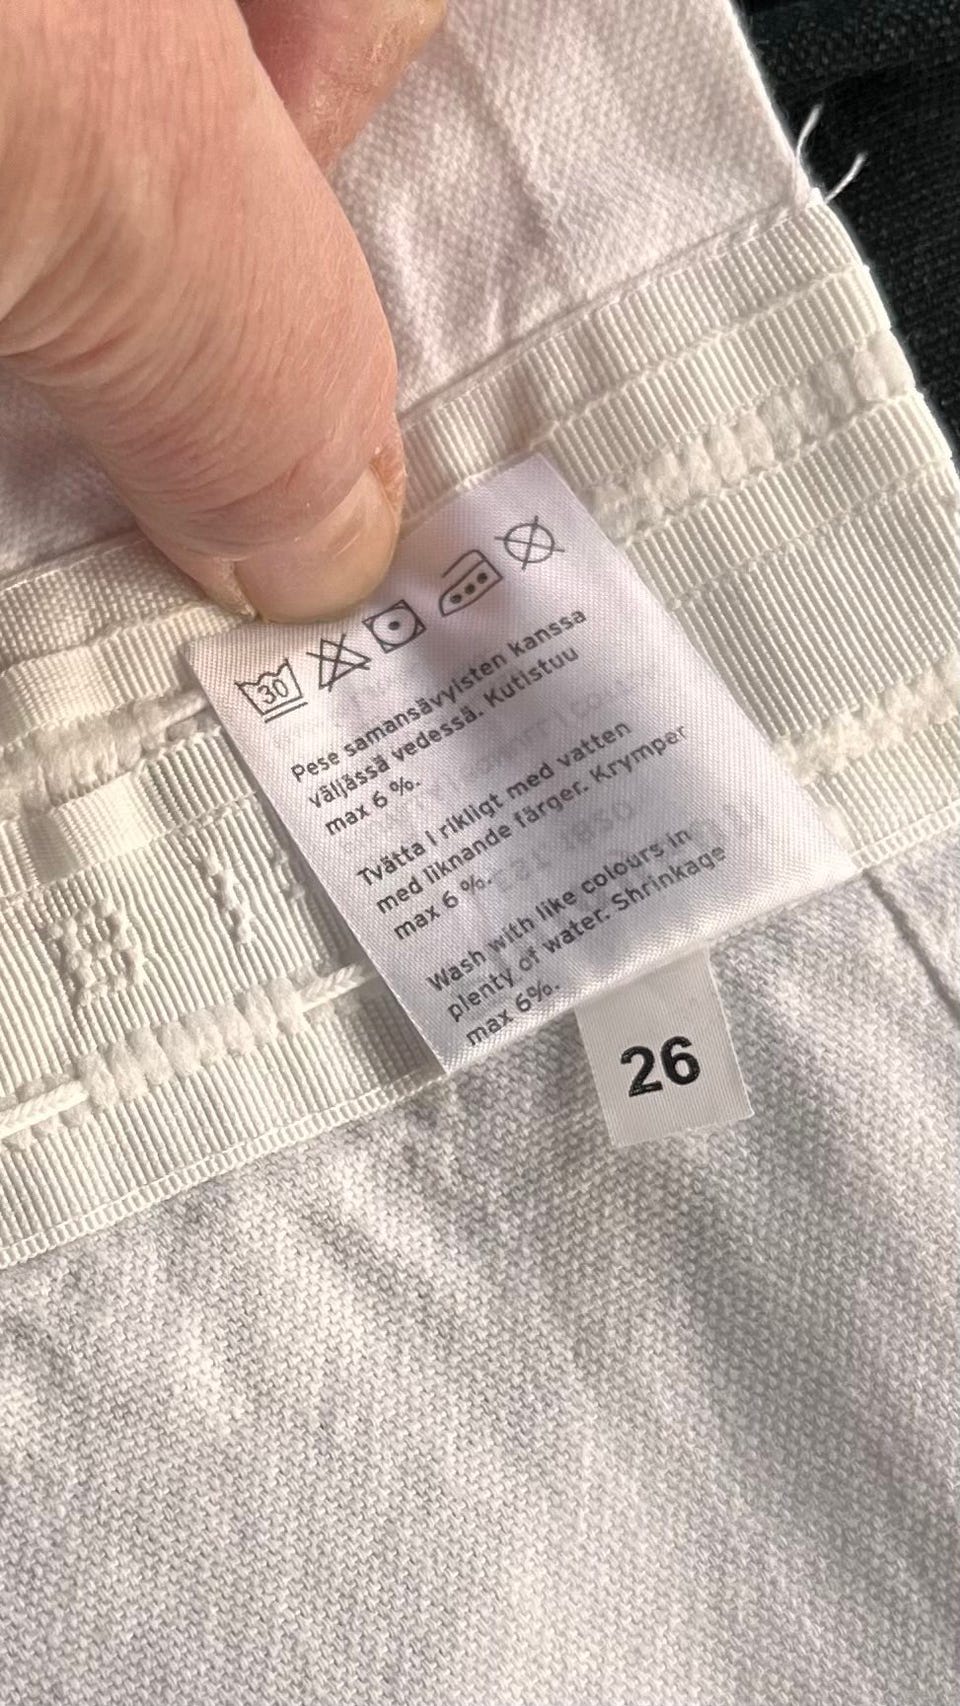 30
Pese samansävyisten kanssa
väljässä vedessä. Kutistuu
max 6 %.
Tvätta i rikligt med vatten
med liknande färger. Krymper
max 6 %.
Wash with like colours in
plenty of water. Shrinkage
max 6%.
26